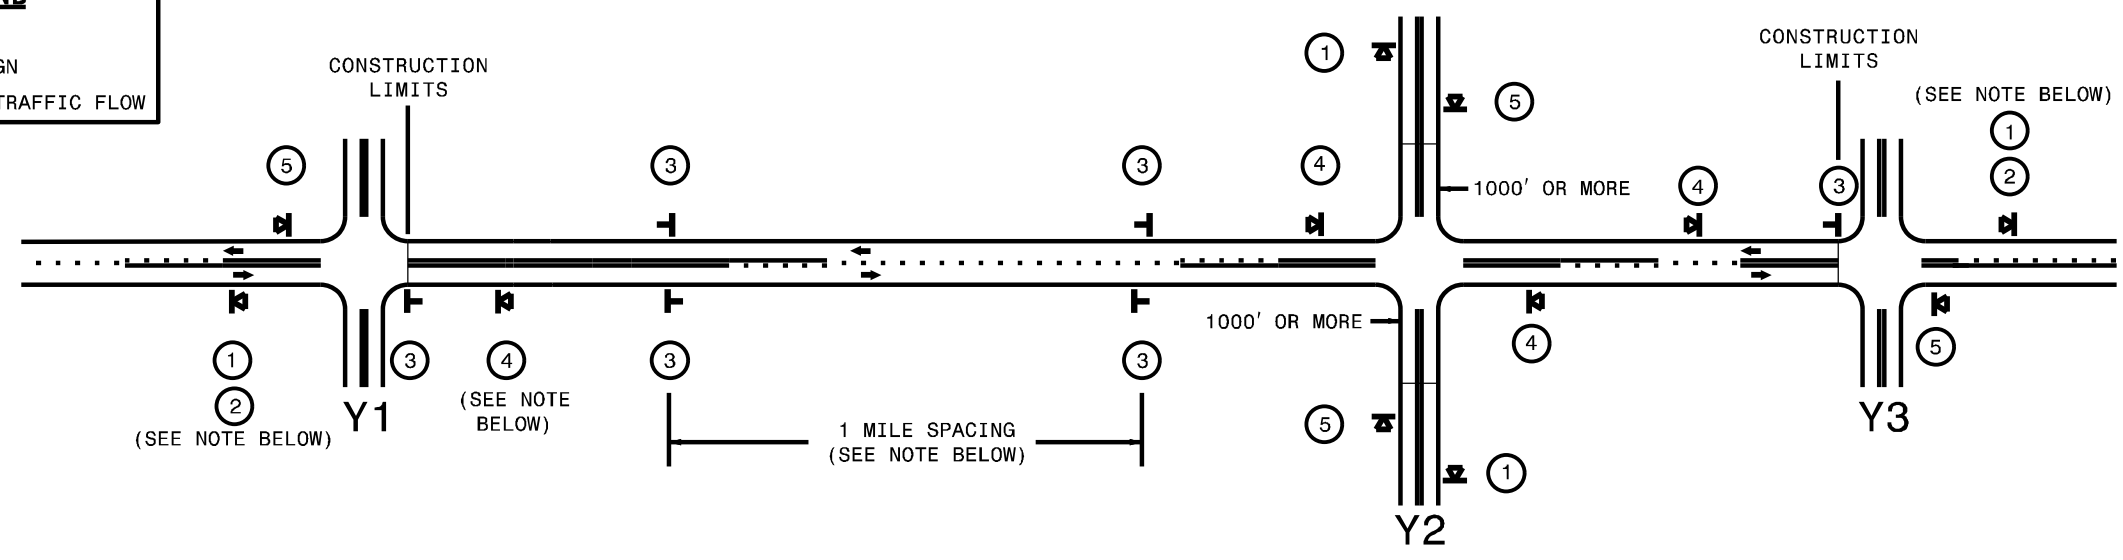 CONSTRUCTION
LIMITS
TRAFFIC FLOW
5
3
3
4
1
5
1000' OR MORE
CONSTRUCTION
LIMITS
(SEE NOTE BELOW)
1
2
4
3
1
2
(SEE NOTE BELOW)
Y1
3
4
(SEE NOTE
BELOW)
3
3
1 MILE SPACING
(SEE NOTE BELOW)
1000' OR MORE
5
1
Y2
4
5
Y3